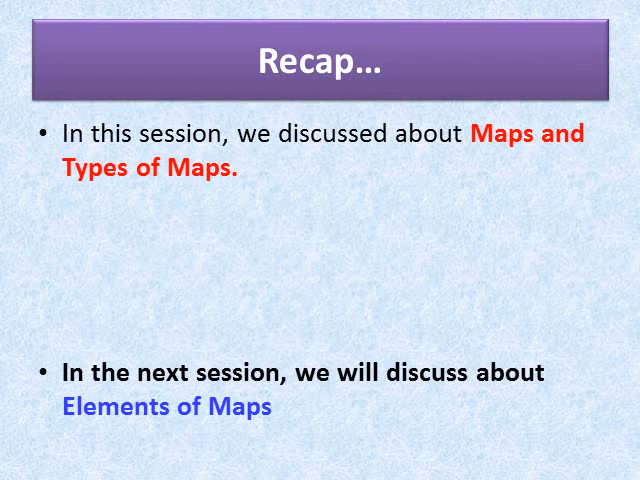 Recap…
• In this session, we discussed about Maps and
Types of Maps.
• In the next session, we will discuss about
Elements of Maps